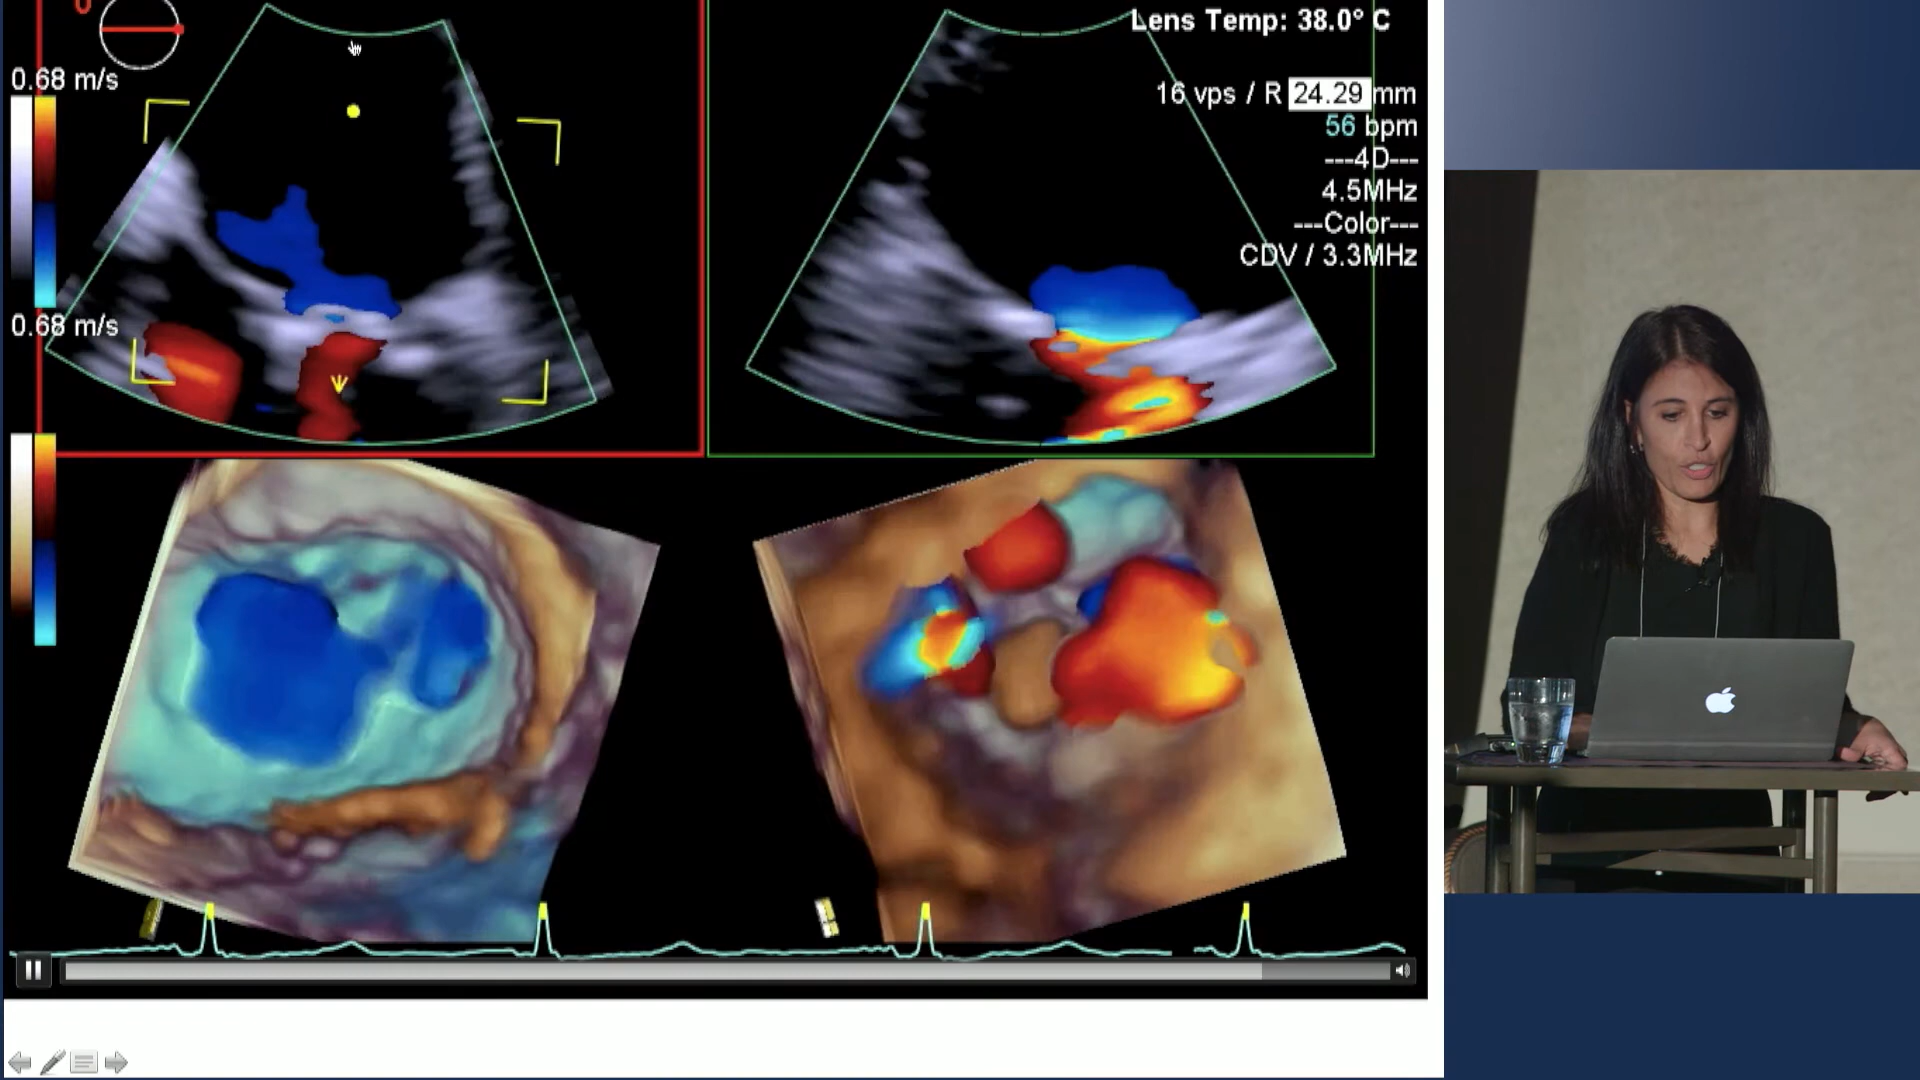 0
Lens Temp: 38.0° C
0.68 m/s
16 vps / R 24.29 mm
56 bpm
---4D---
4.5MHz
---Color---
CDV / 3.3MHz
0.68 m/s